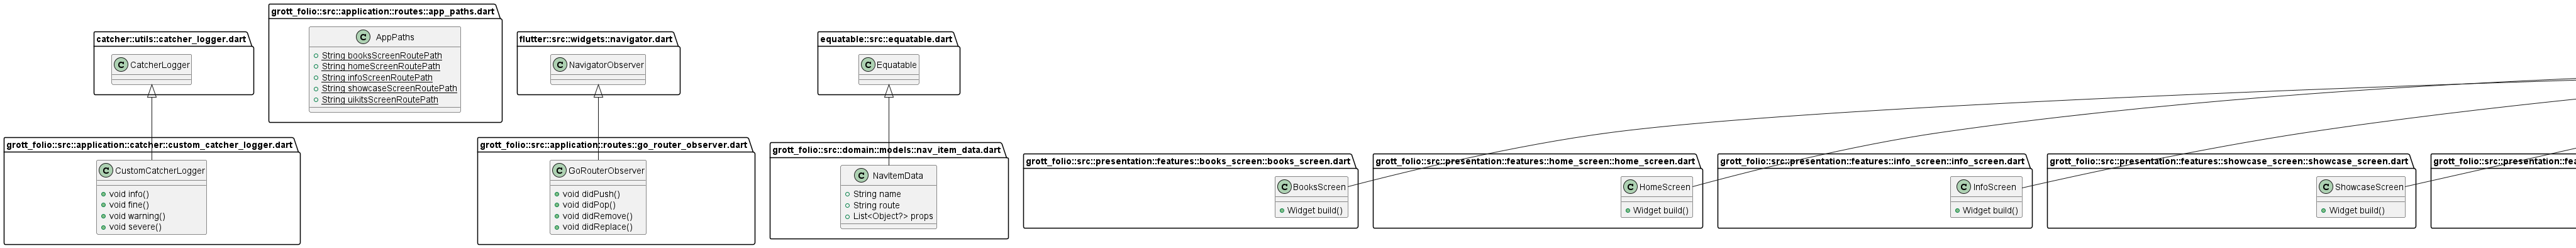 catcher::utils::catcher_logger.dart
C CatcherLogger
grott_folio::src::application::routes::app_paths.dart
C AppPaths
String booksScreenRoutePath
String homeScreenRoutePath
String infoScreenRoutePath
String showcaseScreenRoutePath
String uikitsScreenRoutePath
flutter::src::widgets::navigator.dart
C NavigatorObserver
equatable::src::equatable.dart
C Equatable
grott_folio::src::application::catcher::custom_catcher_logger.dart
C CustomCatcherLogger
void info()
void fine()
void warning()
void severe()
grott_folio::src::application::routes::go_router_observer.dart
C GoRouterObserver
void didPush()
void didPop()
void didRemove()
void didReplace()
grott_folio::src::domain::models::nav_item_data.dart
C NavItemData
String name
String route
List<Object?> props
grott_folio::src::presentation::features::books_screen::books_screen.dart
C BooksScreen
Widget build()
grott_folio::src::presentation::features::home_screen::home_screen.dart
C HomeScreen
Widget build()
grott_folio::src::presentation::features::info_screen::info_screen.dart
C InfoScreen
Widget build()
grott_folio::src::presentation::features::showcase_screen::showcase_screen.dart
C ShowcaseScreen
Widget build()
grott_folio::src::presentation::fea